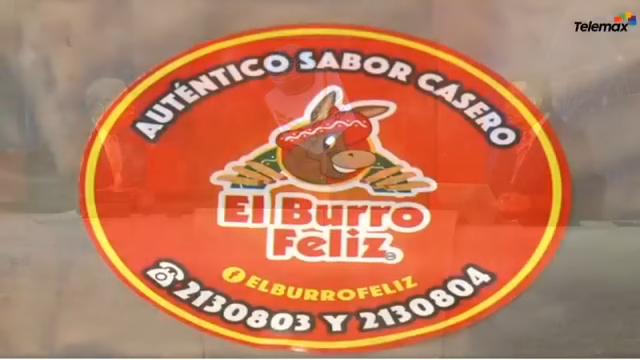 Telemax
AUTÉNTICO SABOR CASERO
El Burro
Feliz
ELBURROFELIZ
2130803 Y 2130804